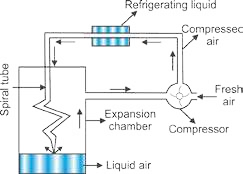 Refrigerating liquid
Compressec
air
Spiral tube
Fresh
air
Expansion
chamber
Compressor
Liquid air